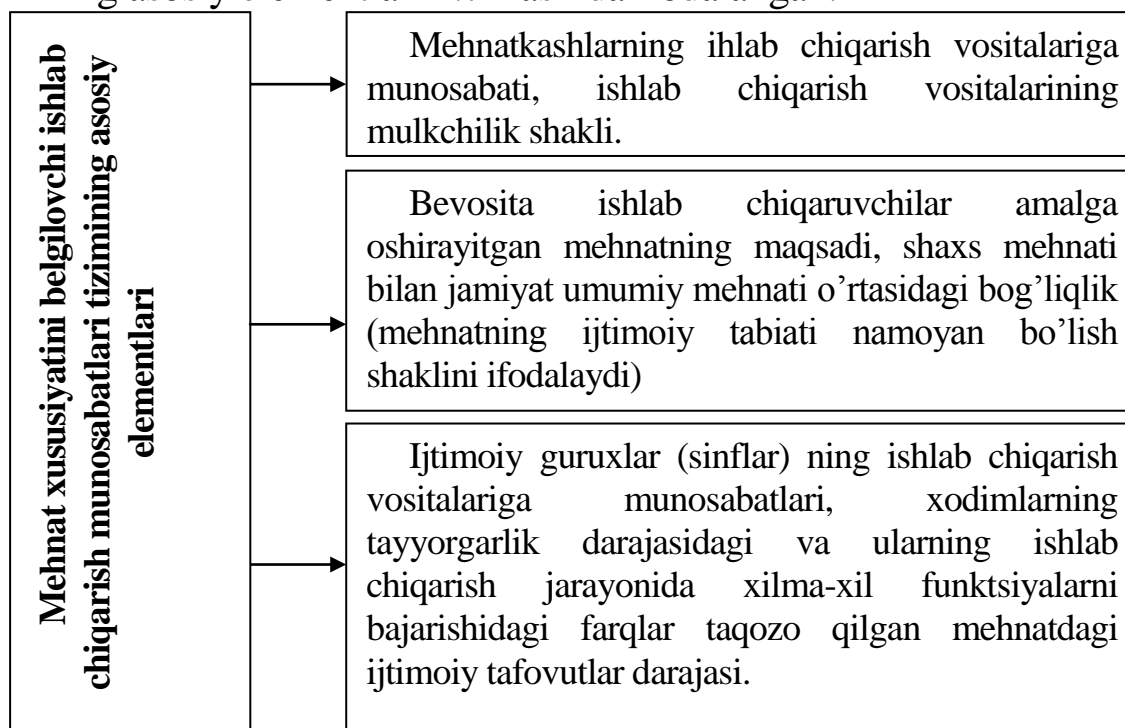 Mehnat xususiyatini belgilovchi ishlab
chiqarish munosabatlari tizimining asosiy
elementlari
Mehnatkashlarning ihlab chiqarish vositalariga
munosabati, ishlab chiqarish vositalarining
mulkchilik shakli.
Bevosita ishlab chiqaruvchilar amalga
oshirayitgan mehnatning maqsadi, shaxs mehnati
bilan jamiyat umumiy mehnati o’rtasidagi bog’liqlik
(mehnatning ijtimoiy tabiati namoyan bo’lish
shaklini ifodalaydi)
Ijtimoiy guruxlar (sinflar) ning ishlab chiqarish
vositalariga munosabatlari, xodimlarning
tayyorgarlik darajasidagi va ularning ishlab
chiqarish jarayonida xilma-xil funktsiyalarni
bajarishidagi farqlar taqozo qilgan mehnatdagi
ijtimoiy tafovutlar darajasi.